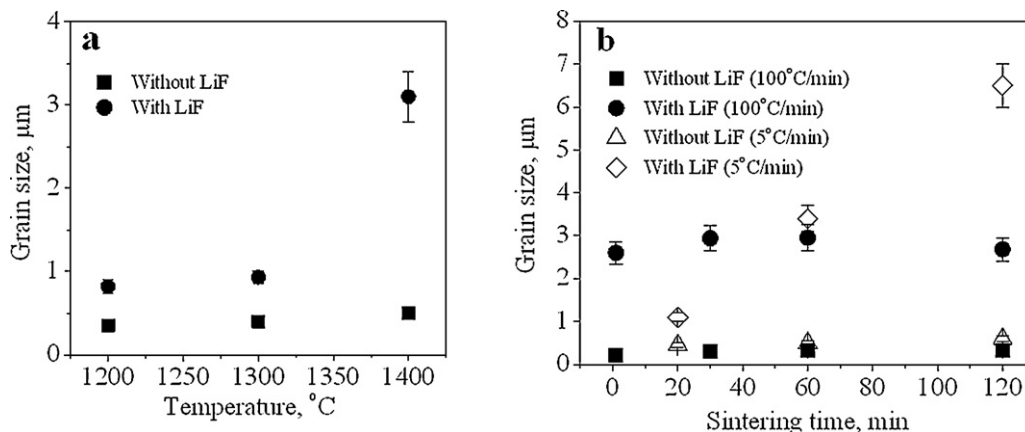 a
Without LiF
With LiF
4
3
2
1
0
Grain size, µm
1200 1250 1300 1350 1400
Temperature, °C
b
Without LiF (100°C/min)
With LiF (100°C/min)
Without LiF (5°C/min)
With LiF (5°C/min)
8
7
6
5
4
3
2
1
0
Grain size, µm
0 20 40 60 80 100 120
Sintering time, min